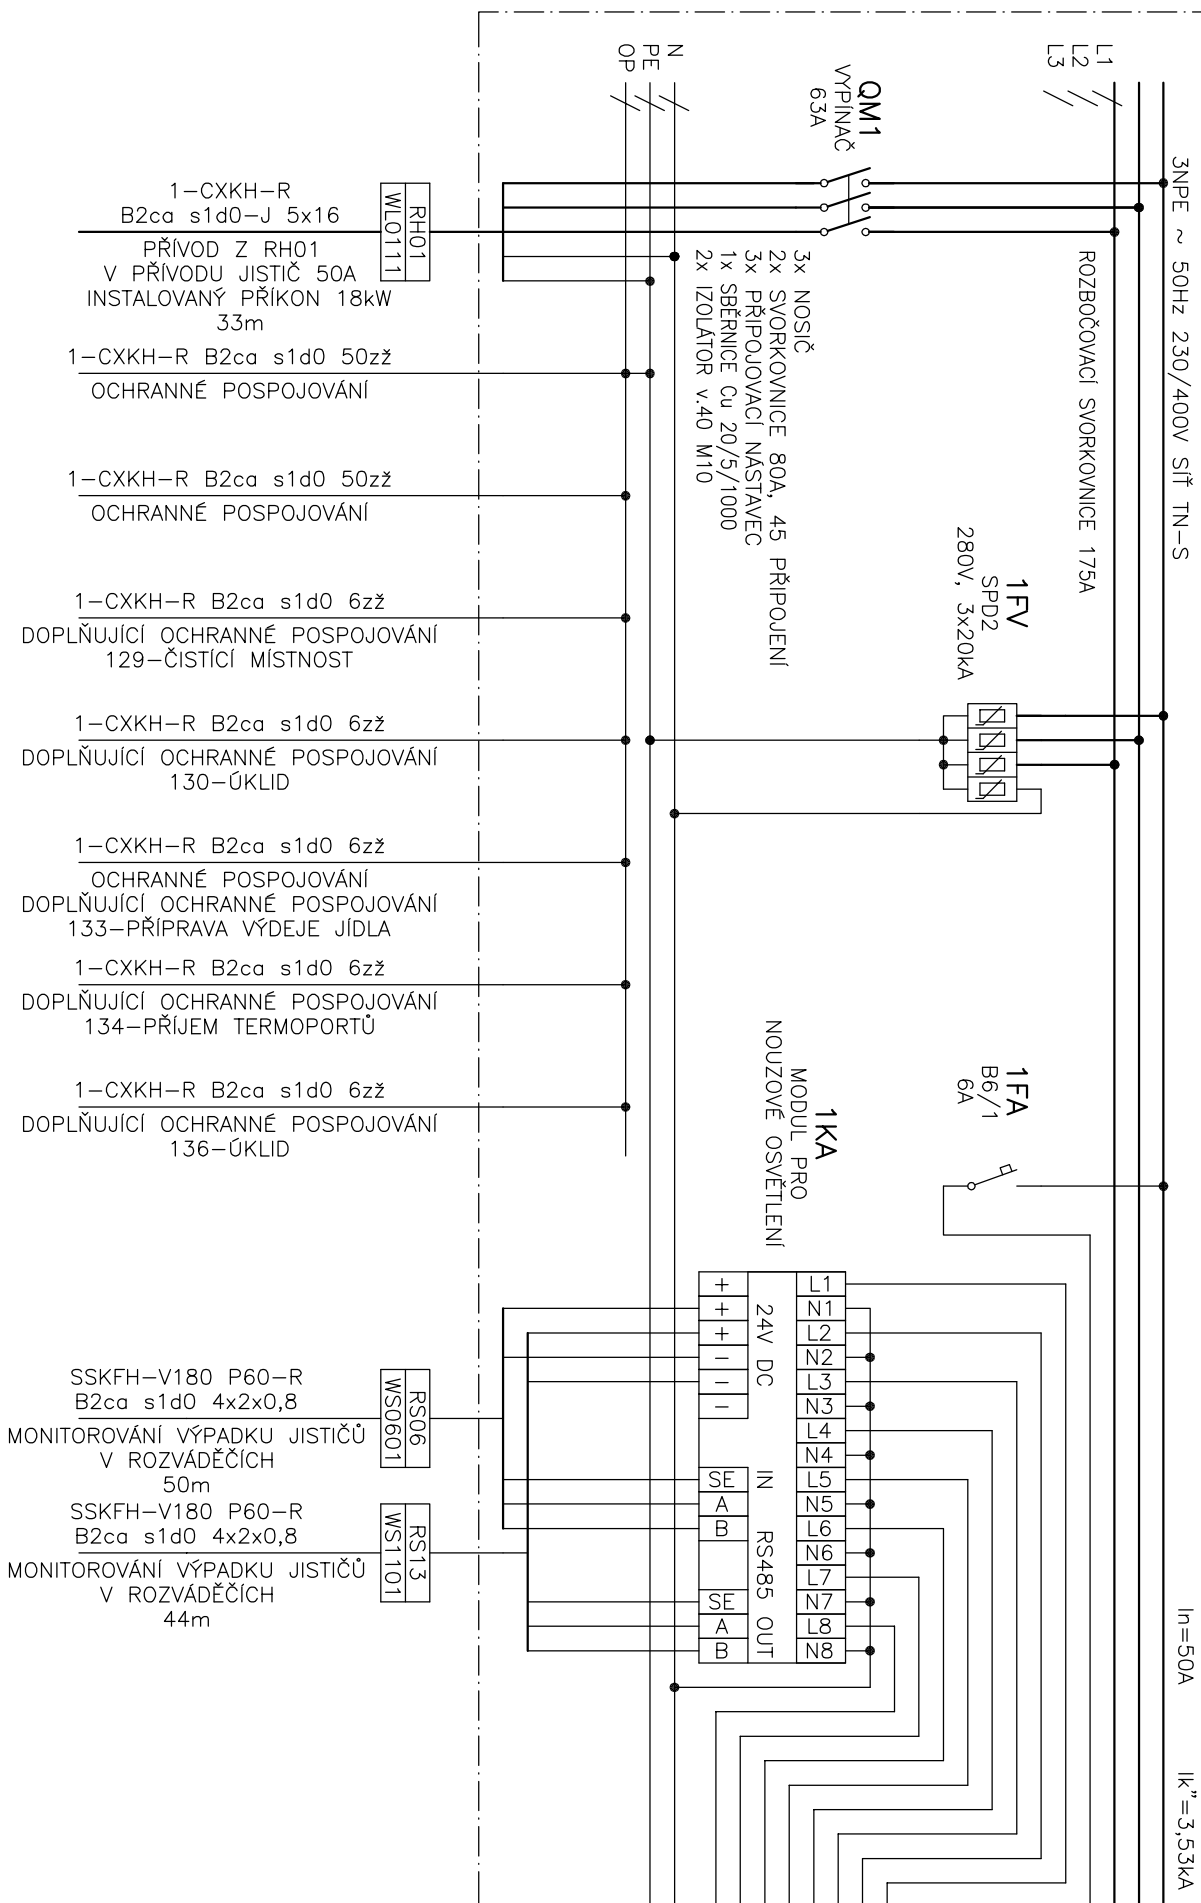 L1
L2
L3
N
PE
OP
3NPE ~ 50Hz 230/400V SÍŤ TN-S
In=50A
Ik"=3,53kA
ROZBOČOVACÍ SVORKOVNICE 175A
QM1
VYPÍNAČ
63A
3x NOSIČ
2x SVORKOVNICE 80A, 45 PŘIPOJENÍ
3x PŘIPOJOVACÍ NÁSTAVEC
1x SBĚRNICE Cu 20/5/1000
2x IZOLÁTOR v.40 M10
1FV
SPD2
280V, 3x20kA
1FA
B6/1
6A
1KA
MODUL PRO
NOUZOVÉ OSVĚTLENÍ
+
+
+
-
-
-
24V DC
SE
A
B
SE
A
B
IN RS485 OUT
L1
N1
L2
N2
L3
N3
L4
N4
L5
N5
L6
N6
L7
N7
L8
N8
1-CXKH-R
B2ca s1d0-J 5x16
PŘÍVOD Z RH01
V PŘÍVODU JISTIČ 50A
INSTALOVANÝ PŘÍKON 18kW
33m
RH01
WL0111
1-CXKH-R B2ca s1d0 50zž
OCHRANNÉ POSPOJOVÁNÍ
1-CXKH-R B2ca s1d0 50zž
OCHRANNÉ POSPOJOVÁNÍ
1-CXKH-R B2ca s1d0 6zž
DOPLŇUJÍCÍ OCHRANNÉ POSPOJOVÁNÍ
129-ČISTÍCÍ MÍSTNOST
1-CXKH-R B2ca s1d0 6zž
DOPLŇUJÍCÍ OCHRANNÉ POSPOJOVÁNÍ
130-ÚKLID
1-CXKH-R B2ca s1d0 6zž
OCHRANNÉ POSPOJOVÁNÍ
DOPLŇUJÍCÍ OCHRANNÉ POSPOJOVÁNÍ
133-PŘÍPRAVA VÝDEJE JÍDLA
1-CXKH-R B2ca s1d0 6zž
DOPLŇUJÍCÍ OCHRANNÉ POSPOJOVÁNÍ
134-PŘÍJEM TERMOPORTŮ
1-CXKH-R B2ca s1d0 6zž
DOPLŇUJÍCÍ OCHRANNÉ POSPOJOVÁNÍ
136-ÚKLID
SSKFH-V180 P60-R
B2ca s1d0 4x2x0,8
MONITOROVÁNÍ VÝPADKU JISTIČŮ
V ROZVÁDĚČÍCH
50m
RS06
WS0601
SSKFH-V180 P60-R
B2ca s1d0 4x2x0,8
MONITOROVÁNÍ VÝPADKU JISTIČŮ
V ROZVÁDĚČÍCH
44m
RS13
WS1101